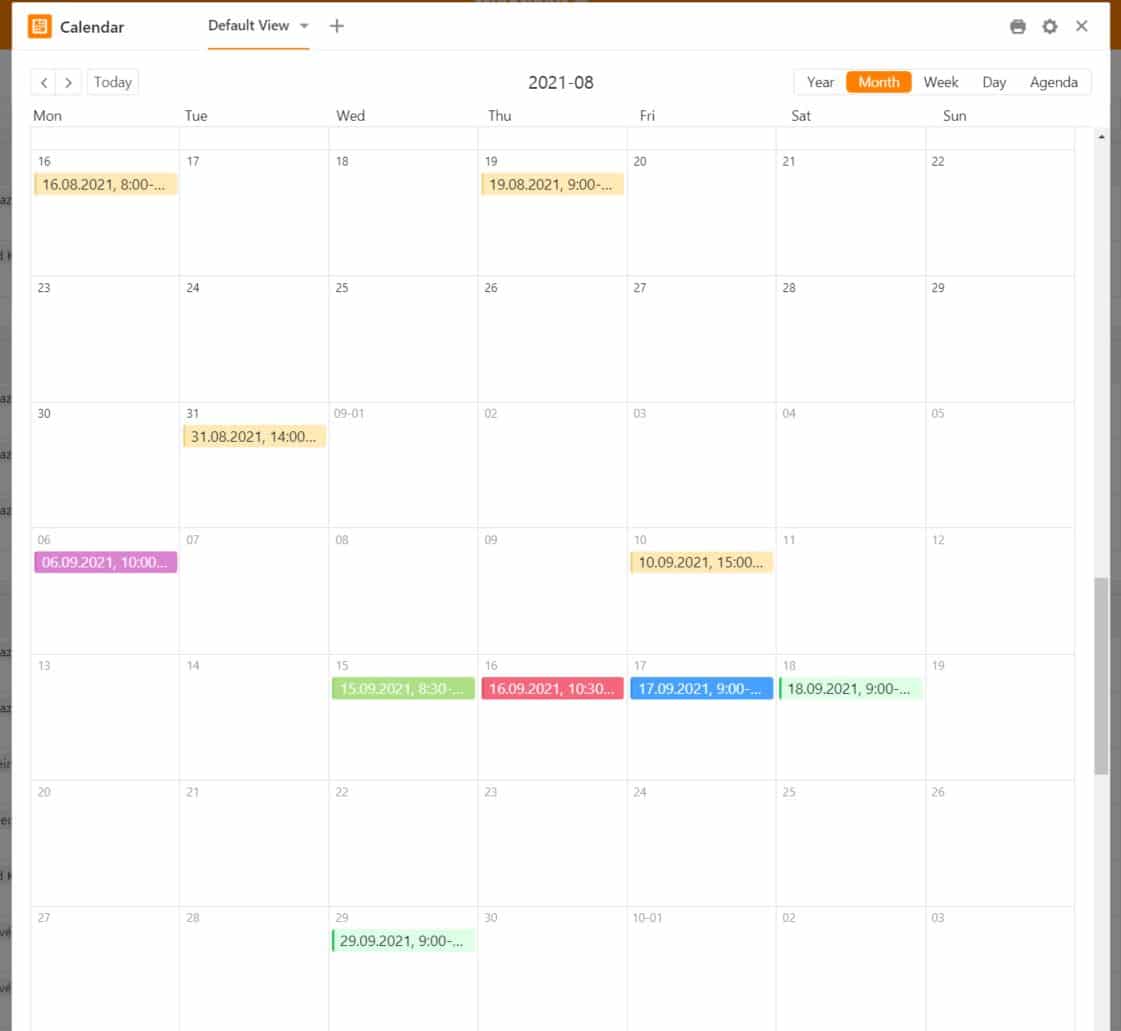 Calendar Default View
Today 2021-08 Year Month Week Day Agenda
Mon Tue Wed Thu Fri Sat Sun
16 17 18 19 20 21 22
16.08.2021, 8:00-... 19.08.2021, 9:00-...
23 24 25 26 27 28 29
30 31 09-01 02 03 04 05
31.08.2021, 14:00...
06 07 08 09 10 11 12
06.09.2021, 10:00... 10.09.2021, 15:00...
13 14 15 16 17 18 19
15.09.2021, 8:30-... 16.09.2021, 10:30... 17.09.2021, 9:00-... 18.09.2021, 9:00-...
20 21 22 23 24 25 26
27 28 29 30 10-01 02 03
29.09.2021, 9:00-...